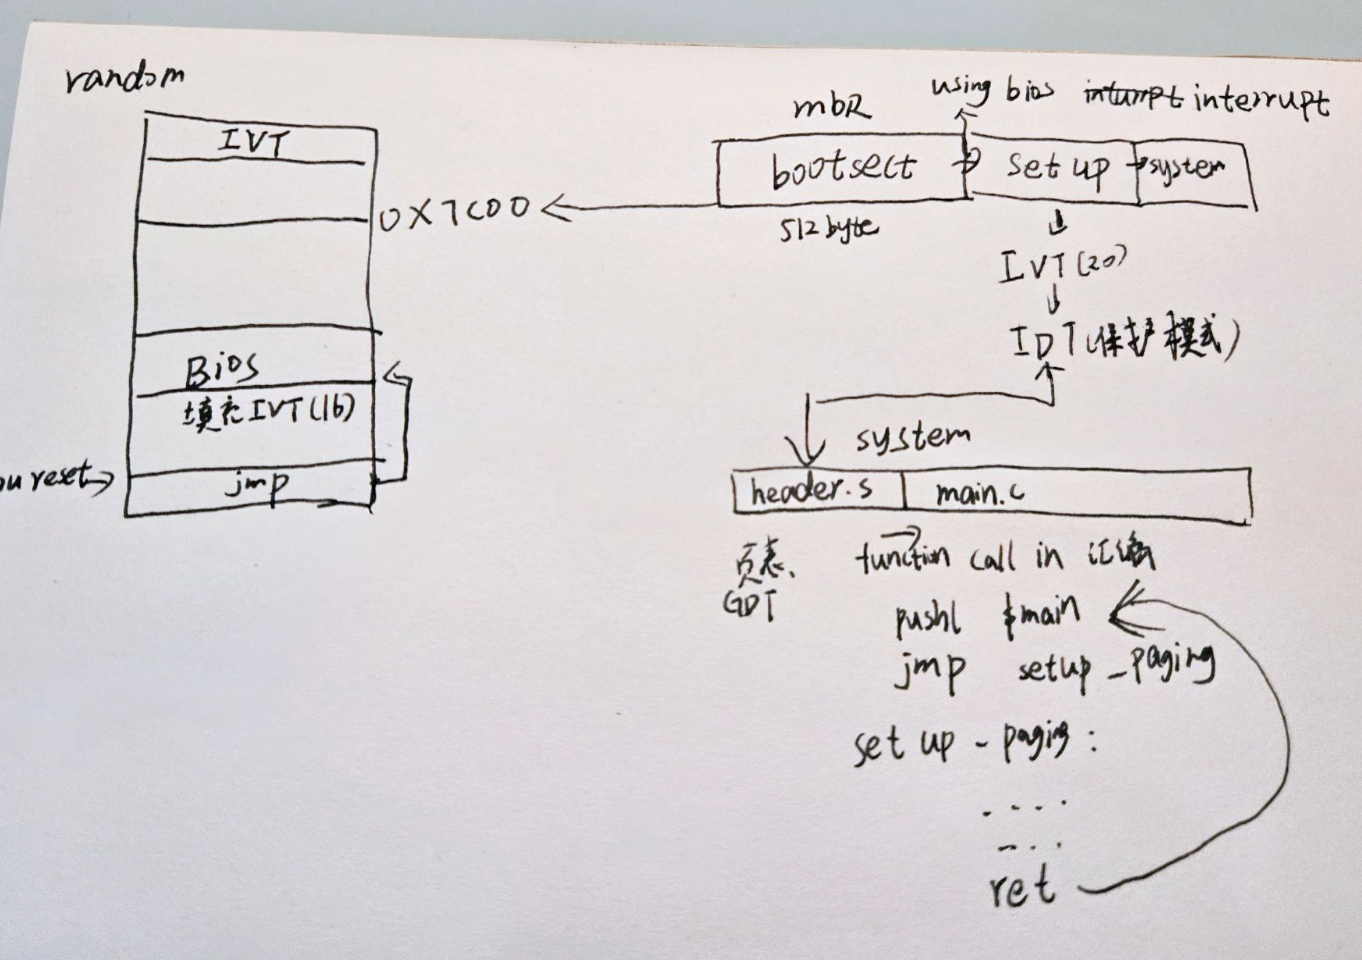 random
IVT
0X7C00
Bios
填充IVT(16)
reset
jmp
using bios interrupt
mbR
bootsect
set up
system
512 byte
IVT(20)
IDT(保护模式)
system
header.s
main.c
页表、
GDT
function call in 汇编
pushl $main
jmp setup_paging
set up - paging :
. . . .
- . . .
ret